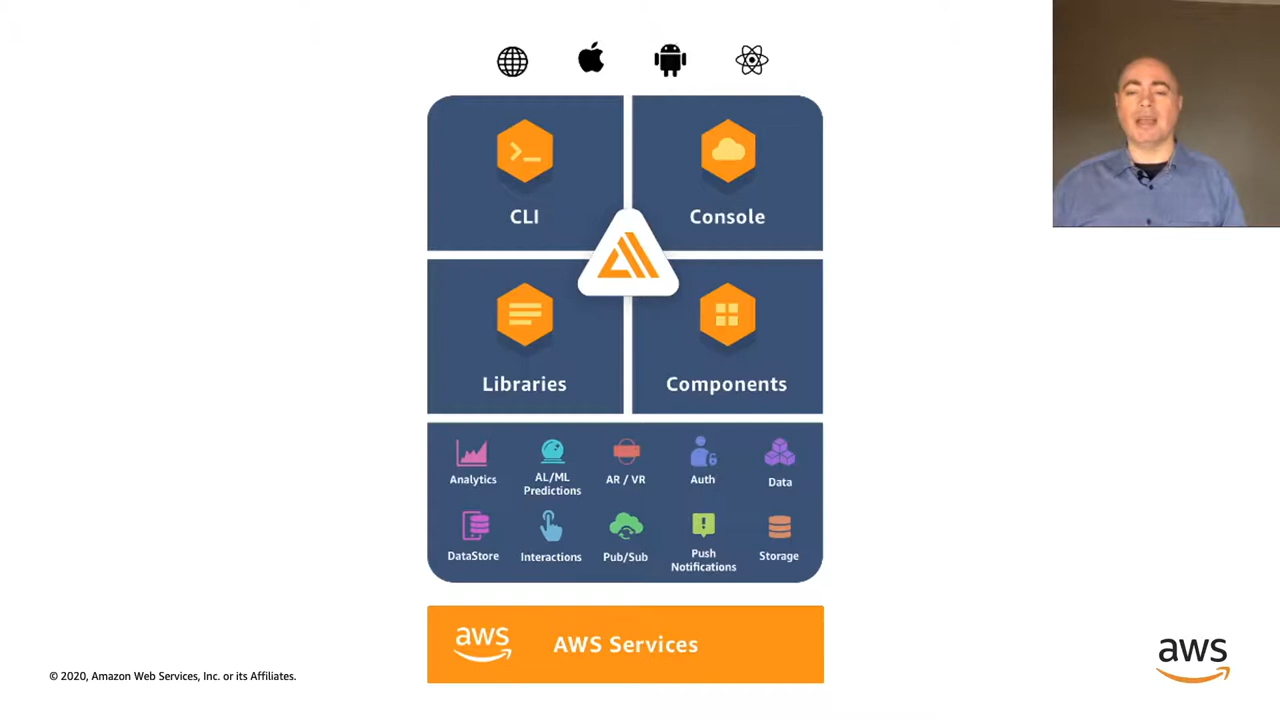 CLI
Console
Libraries
Components
Analytics
AL/ML
Predictions
AR / VR
Auth
Data
DataStore
Interactions
Pub/Sub
Push
Notifications
Storage
aws
AWS Services
© 2020, Amazon Web Services, Inc. or its Affiliates.
aws